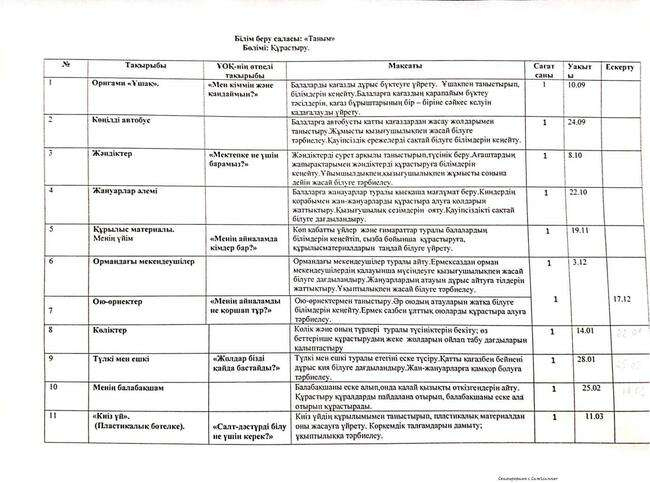 Білім беру саласы: «Таным»
Бөлімі: Құрастыру.
№ Тақырыбы ҰОҚ-нің өтпелі тақырыбы Мақсаты Сағат саны Уақыты Ескерту
1 Оригами «Ұшақ». «Мен кіммін және қандаймын?» Балаларды қағазды дұрыс бүктеуге үйрету. Ұшақпен таныстырып, 1 10.09
білімдерін кеңейту.Балаларға қағаздың қарапайым бүктеу
тәсілдерін, қағаз бұрыштарының бір – біріне сәйкес келуін
қадағалауды үйрету.
2 Көңілді автобус Балаларға автобусты қатты қағаздардан жасау жолдарымен 1 24.09
таныстыру.Жұмысты қызығушылықпен жасай білуге
тәрбиелеу.Қауіпсіздік ережелерді сақтай білуге білімдерін кеңейту.
3 Жәндіктер «Мектепке не үшін барамыз?» Жәндіктерді сурет арқылы таныстырып,түсінік беру.Ағаштардың 1 8.10
жапырақтарымен жәндіктерді құрастыруға білімдерін
кеңейту.Ұйымшылдықпен,қызығушылықпен жұмысты соңына
дейін жасай білуге тәрбиелеу.
4 Жануарлар әлемі Балаларға жануарлар туралы қысқаша мағлұмат беру.Киндердің 1 22.10
қорабымен жан-жануарларды құрастыра алуға қолдарын
жаттықтыру.Қызығушылық сезімдерін ояту.Қауіпсіздікті сақтай
білуге дағдыландыру.
5 Құрылыс материалы. Менің үйім «Менің айналамда кімдер бар?» Көп қабатты үйлер және ғимараттар туралы балалардың 1 19.11
білімдерін кеңейтіп, сызба бойынша құрастыруға,
құрылысматериалдарын таңдай білуге үйрету.
6 Ормандағы мекендеушілер Ормандағы мекендеушілер туралы айту.Ермексаздан орман 1 3.12
мекендеушілердің қалауынша мүсіндеуге қызығушылықпен жасай
білуге дағдыландыру.Жануарлардың атауын дұрыс айтуға тілдерін
жаттықтыру.Ұқыптылықпен жасай білуге тәрбиелеу.
7 Ою-өрнектер «Менің айналамды не қоршап тұр?» Ою-өрнектермен таныстыру.Әр оюдың атауларын жатқа білуге 1 17.12
білімдерін кеңейту.Ермек сазбен ұлттық оюларды құрастыра алуға
тәрбиелеу.
8 Көліктер Көлік және оның түрлері туралы түсініктерін бекіту; өз 1 14.01
беттерінше құрастырудың жеке жолдарын ойлап табу дағдыларын
қалыптастыру
9 Түлкі мен ешкі «Жолдар бізді қайда бастайды?» Түлкі мен ешкі туралы ертегіні еске түсіру.Қатты қағазбен бейнені 1 28.01
дұрыс қия білуге дағдыландыру.Жан-жануарларға қамқор болуға
тәрбиелеу.
10 Менің балабақшам Балабақшаны еске алып,онда қалай қызықты өткізгендерін айту. 1 25.02
Құрастыру құралдарды пайдалана отырып, балабақшаны еске ала
отырып құрастырады.
11 «Киіз үй». (Пластикалық бөтелке). «Салт-дәстүрді білу не үшін керек?» Киіз үйдің құрылымымен таныстырып, пластикалық материалдан 1 11.03
оны жасауға үйрету. Көркемдік талғамдарын дамыту;
ұқыптылыққа тәрбиелеу.
Сканировано с CamScanner